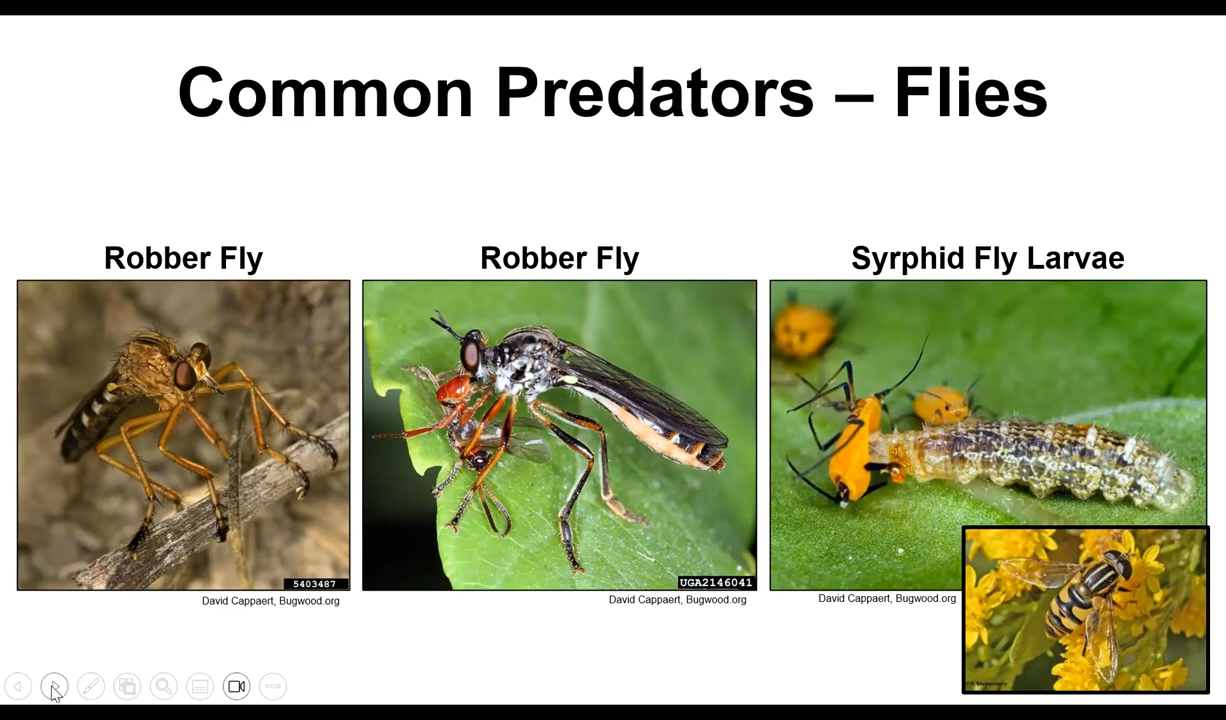 Common Predators – Flies
Robber Fly
Robber Fly
Syrphid Fly Larvae
5403487
UGA2146041
David Cappaert, Bugwood.org
David Cappaert, Bugwood.org
David Cappaert, Bugwood.org